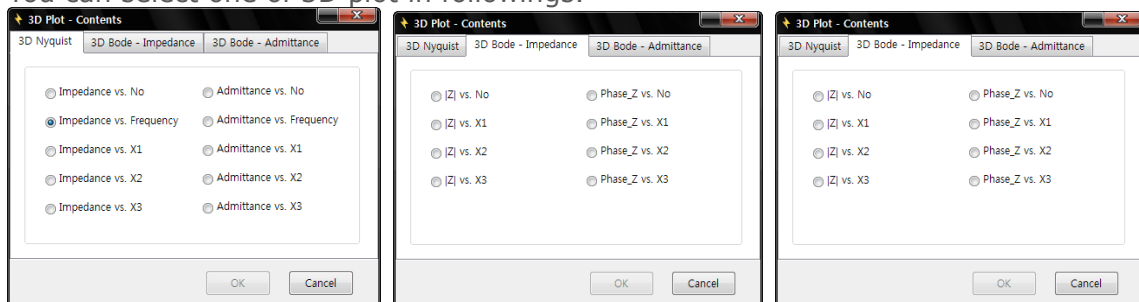 You can select one of 3D plot in followings.
3D Plot - Contents
3D Nyquist 3D Bode - Impedance 3D Bode - Admittance
Impedance vs. No Admittance vs. No
Impedance vs. Frequency Admittance vs. Frequency
Impedance vs. X1 Admittance vs. X1
Impedance vs. X2 Admittance vs. X2
Impedance vs. X3 Admittance vs. X3
OK Cancel
3D Plot - Contents
3D Nyquist 3D Bode - Impedance 3D Bode - Admittance
|Z| vs. No Phase_Z vs. No
|Z| vs. X1 Phase_Z vs. X1
|Z| vs. X2 Phase_Z vs. X2
|Z| vs. X3 Phase_Z vs. X3
OK Cancel
3D Plot - Contents
3D Nyquist 3D Bode - Impedance 3D Bode - Admittance
|Z| vs. No Phase_Z vs. No
|Z| vs. X1 Phase_Z vs. X1
|Z| vs. X2 Phase_Z vs. X2
|Z| vs. X3 Phase_Z vs. X3
OK Cancel